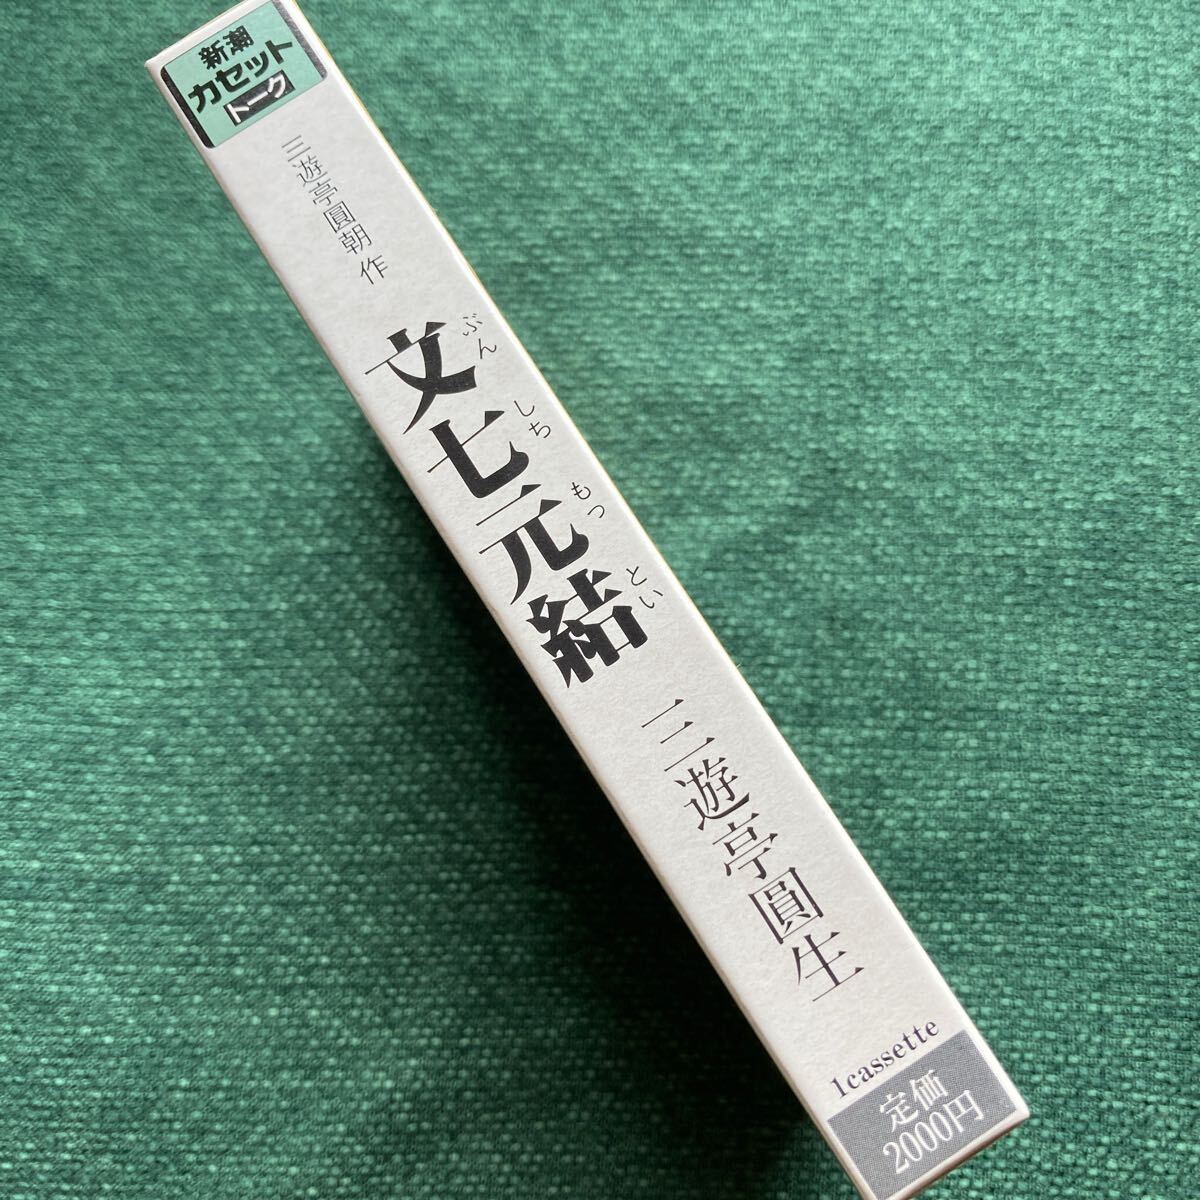 新潮
カセット
トーク
三遊亭圓朝 作
文七元結
ぶんしちもっとい
三遊亭圓生
1cassette
定価
2000円